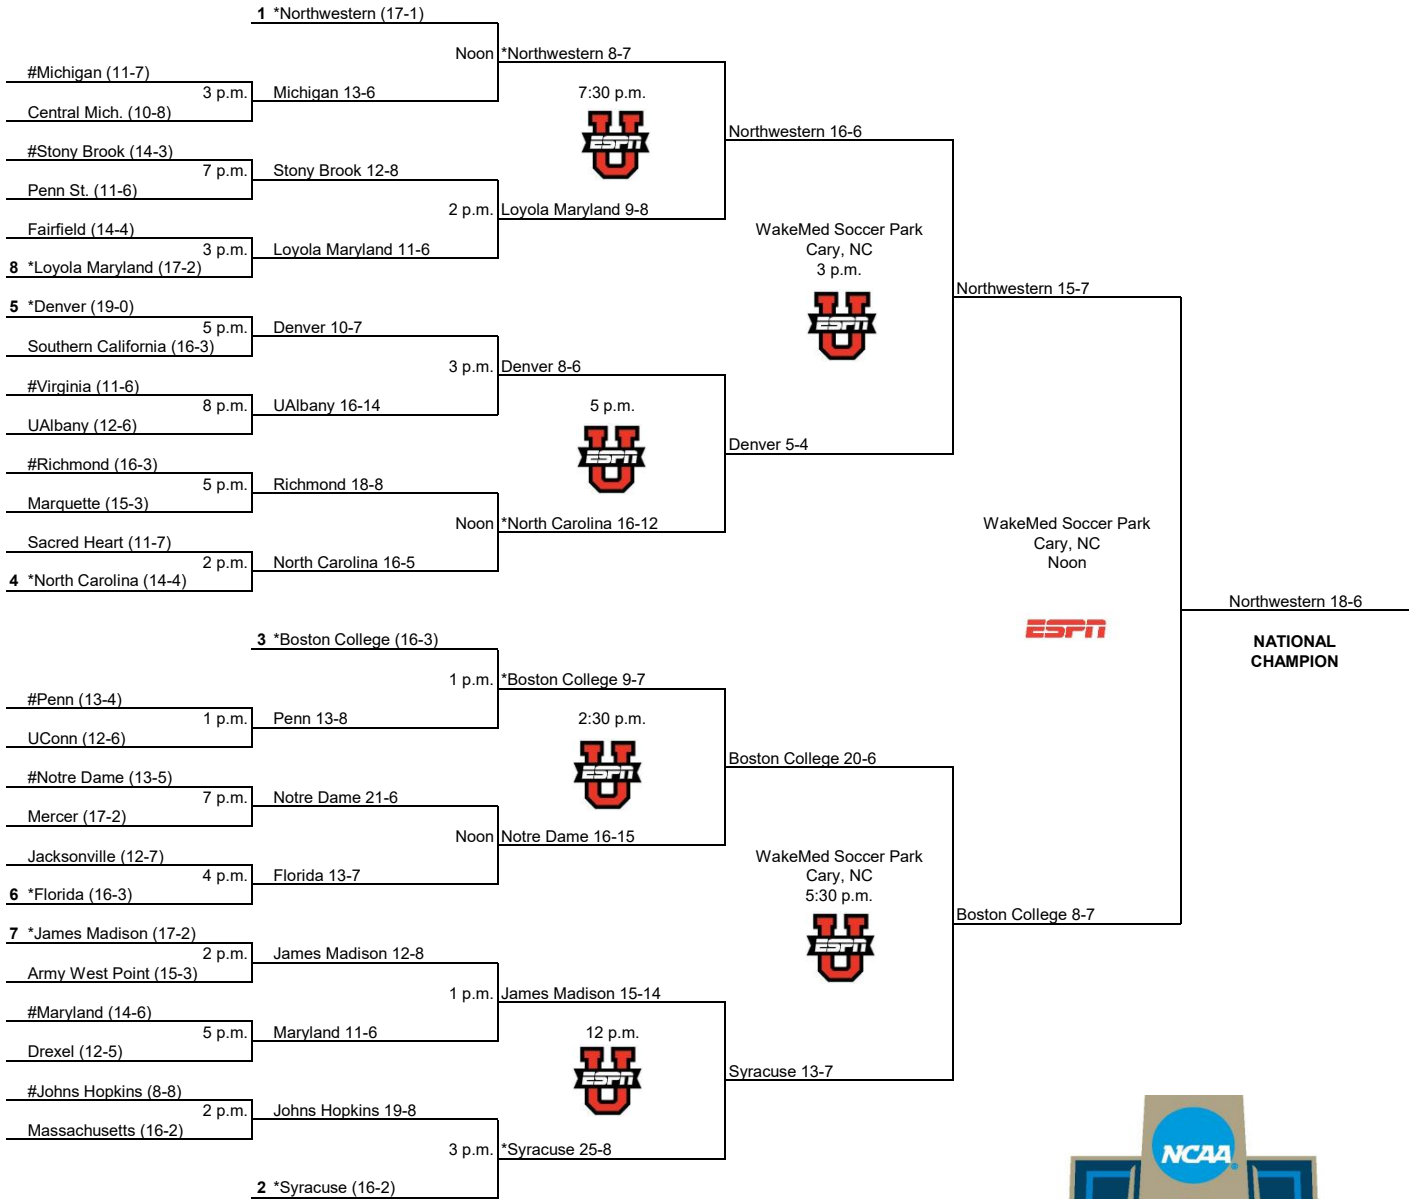 1 *Northwestern (17-1)
Noon *Northwestern 8-7
#Michigan (11-7)
3 p.m. Michigan 13-6
7:30 p.m.
Central Mich. (10-8)
U
ESPN
Northwestern 16-6
#Stony Brook (14-3)
7 p.m. Stony Brook 12-8
Penn St. (11-6)
2 p.m. Loyola Maryland 9-8
Fairfield (14-4)
3 p.m. Loyola Maryland 11-6
8 *Loyola Maryland (17-2)
WakeMed Soccer Park
Cary, NC
3 p.m.
U
ESPN
Northwestern 15-7
5 *Denver (19-0)
5 p.m. Denver 10-7
Southern California (16-3)
3 p.m. Denver 8-6
#Virginia (11-6)
8 p.m. UAlbany 16-14
5 p.m.
UAlbany (12-6)
U
ESPN
Denver 5-4
#Richmond (16-3)
5 p.m. Richmond 18-8
Marquette (15-3)
Noon *North Carolina 16-12
Sacred Heart (11-7)
2 p.m. North Carolina 16-5
4 *North Carolina (14-4)
WakeMed Soccer Park
Cary, NC
Noon
ESPN
Northwestern 18-6
NATIONAL
CHAMPION
3 *Boston College (16-3)
1 p.m. *Boston College 9-7
#Penn (13-4)
1 p.m. Penn 13-8
2:30 p.m.
UConn (12-6)
U
ESPN
Boston College 20-6
#Notre Dame (13-5)
7 p.m. Notre Dame 21-6
Mercer (17-2)
Noon Notre Dame 16-15
Jacksonville (12-7)
4 p.m. Florida 13-7
6 *Florida (16-3)
WakeMed Soccer Park
Cary, NC
5:30 p.m.
U
ESPN
Boston College 8-7
7 *James Madison (17-2)
2 p.m. James Madison 12-8
Army West Point (15-3)
1 p.m. James Madison 15-14
#Maryland (14-6)
5 p.m. Maryland 11-6
12 p.m.
Drexel (12-5)
U
ESPN
Syracuse 13-7
#Johns Hopkins (8-8)
2 p.m. Johns Hopkins 19-8
Massachusetts (16-2)
3 p.m. *Syracuse 25-8
2 *Syracuse (16-2)
NCAA